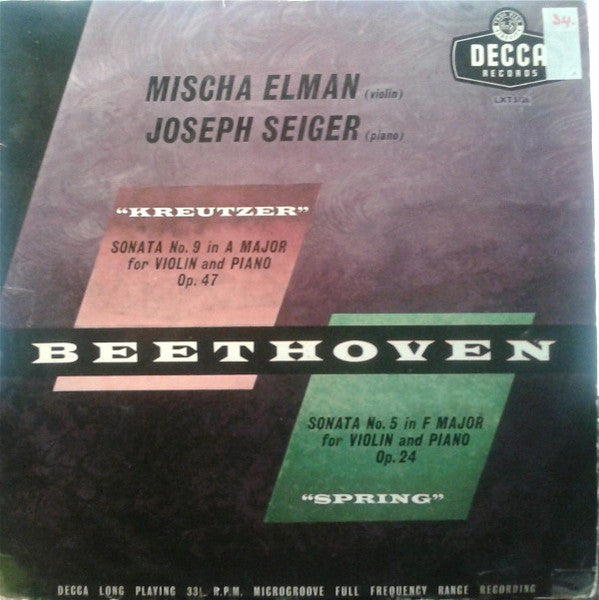 34.
DECCA
RECORDS
MISCHA ELMAN (violin)
JOSEPH SEIGER (piano)
"KREUTZER"
SONATA No. 9 in A MAJOR
for VIOLIN and PIANO
Op. 47
BEETHOVEN
SONATA No. 5 in F MAJOR
for VIOLIN and PIANO
Op. 24
"SPRING"
DECCA LONG PLAYING 33⅓ R.P.M. MICROGROOVE FULL FREQUENCY RANGE RECORDING